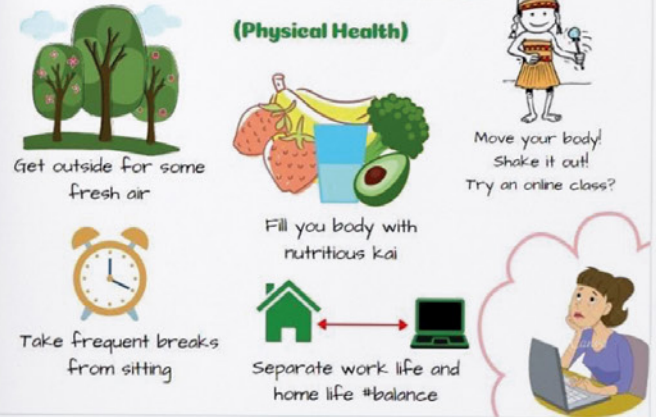 (Physical Health)
Get outside for some
fresh air
Fill you body with
nutritious kai
Move your body!
Shake it out!
Try an online class?
Take frequent breaks
from sitting
Separate work life and
home life #balance